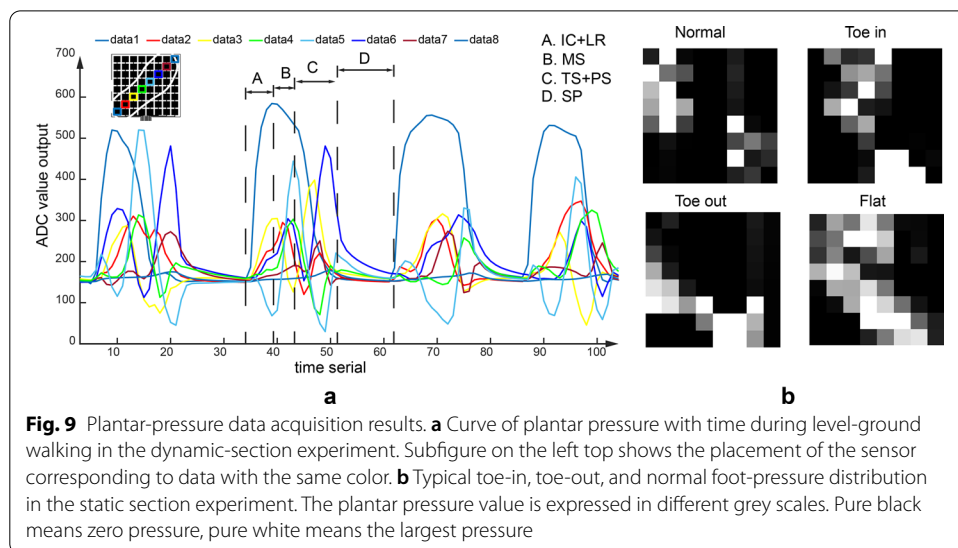 data1 data2 data3 data4 data5 data6 data7 data8
700
600
500
400
300
200
100
0
ADC value output
A
B
C
D
A. IC+LR
B. MS
C. TS+PS
D. SP
10 20 30 40 50 60 70 80 90 100
time serial
a
Normal
Toe in
Toe out
Flat
b
Fig. 9 Plantar-pressure data acquisition results. a Curve of plantar pressure with time during level-ground
walking in the dynamic-section experiment. Subfigure on the left top shows the placement of the sensor
corresponding to data with the same color. b Typical toe-in, toe-out, and normal foot-pressure distribution
in the static section experiment. The plantar pressure value is expressed in different grey scales. Pure black
means zero pressure, pure white means the largest pressure